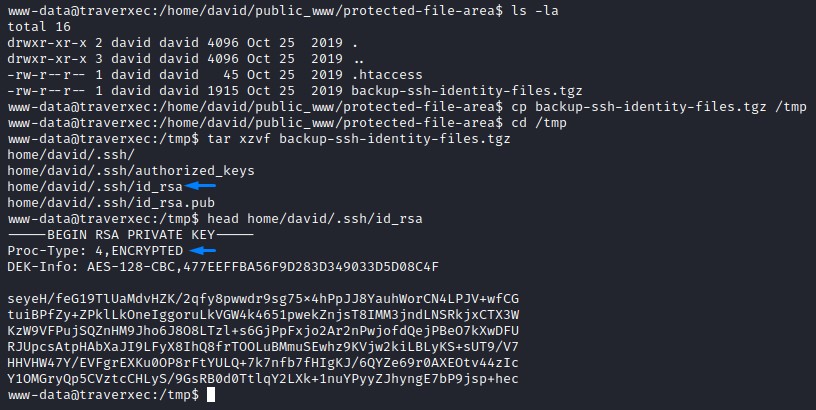 www-data@traverxec:/home/david/public_www/protected-file-area$ ls -la
total 16
drwxr-xr-x 2 david david 4096 Oct 25  2019 .
drwxr-xr-x 3 david david 4096 Oct 25  2019 ..
-rw-r--r-- 1 david david   45 Oct 25  2019 .htaccess
-rw-r--r-- 1 david david 1915 Oct 25  2019 backup-ssh-identity-files.tgz
www-data@traverxec:/home/david/public_www/protected-file-area$ cp backup-ssh-identity-files.tgz /tmp
www-data@traverxec:/home/david/public_www/protected-file-area$ cd /tmp
www-data@traverxec:/tmp$ tar xzvf backup-ssh-identity-files.tgz
home/david/.ssh/
home/david/.ssh/authorized_keys
home/david/.ssh/id_rsa
home/david/.ssh/id_rsa.pub
www-data@traverxec:/tmp$ head home/david/.ssh/id_rsa
-----BEGIN RSA PRIVATE KEY-----
Proc-Type: 4,ENCRYPTED
DEK-Info: AES-128-CBC,477EEFFBA56F9D283D349033D5D08C4F

seyeH/feG19TlUaMdvHZK/2qfy8pwwdr9sg75x4hPpJJ8YauhWorCN4LPJV+wfCG
tuiBPfZy+ZPklLkOneIggoruLkVGW4k4651pwekZnjsT8IMM3jndLNSRkjxCTX3W
KzW9VFPujSQZnHM9Jho6J8O8LTzl+s6GjPpFxjo2Ar2nPwjofdQejPBeO7kXwDFU
RJUpcsAtpHAbXaJI9LFyX8IhQ8frTOOLuBMmuSEwhz9KVjw2kiLBLyKS+sUT9/V7
HHVHW47Y/EVFgrEXKu0OP8rFtYULQ+7k7nfb7fHIgKJ/6QYZe69r0AXEOtv44zIc
Y1OMGryQp5CVztcCHLyS/9GsRB0d0TtlqY2LXk+1nuYPyyZJhyngE7bP9jsp+hec
www-data@traverxec:/tmp$